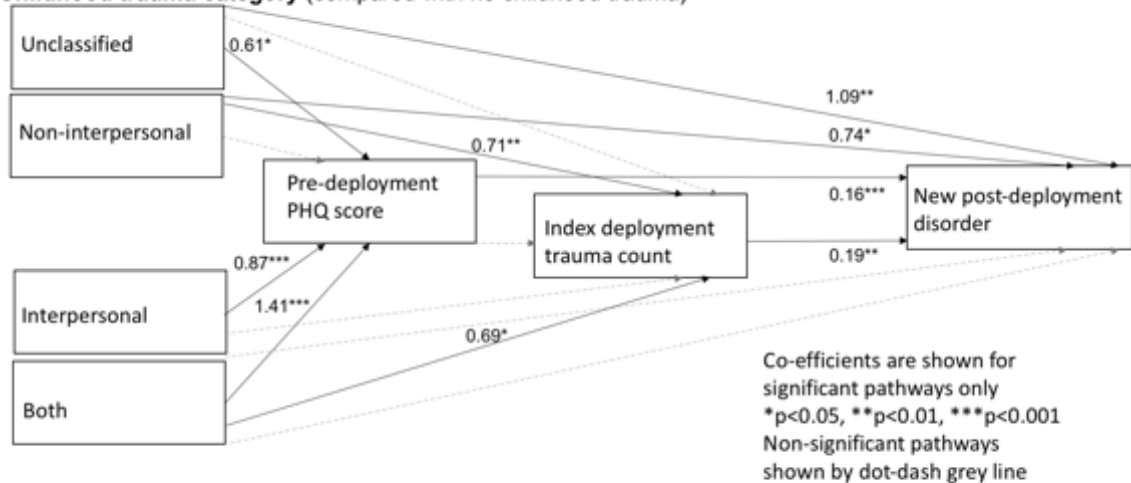 childhood trauma category (compared with no childhood trauma)
Unclassified
0.61*
Non-interpersonal
1.09**
0.74*
0.71**
Pre-deployment
PHQ score
0.16***
New post-deployment
disorder
Index deployment
trauma count
0.19**
0.87***
Interpersonal
1.41***
0.69*
Both
Co-efficients are shown for
significant pathways only
*p<0.05, **p<0.01, ***p<0.001
Non-significant pathways
shown by dot-dash grey line